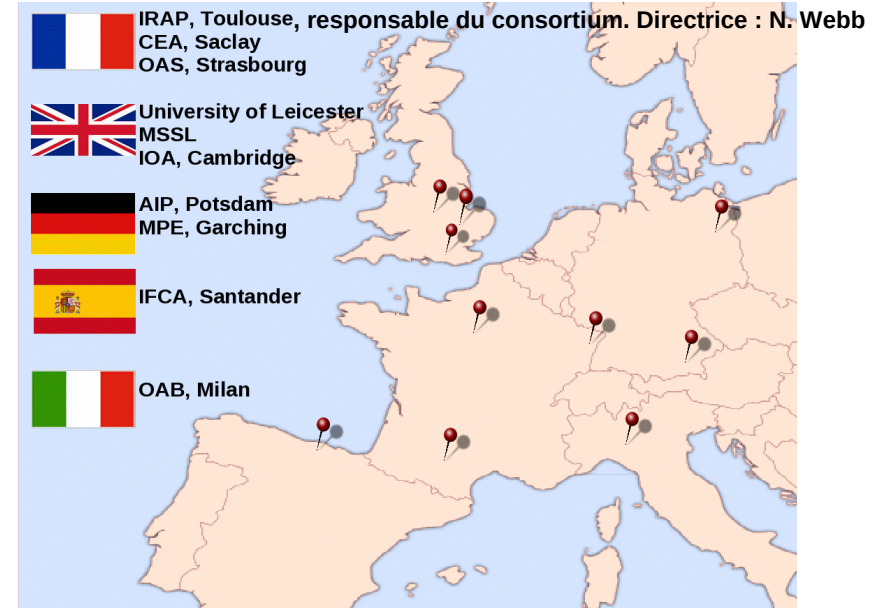 IRAP, Toulouse, responsable du consortium. Directrice : N. Webb
CEA, Saclay
OAS, Strasbourg
University of Leicester
MSSL
IOA, Cambridge
AIP, Potsdam
MPE, Garching
IFCA, Santander
OAB, Milan